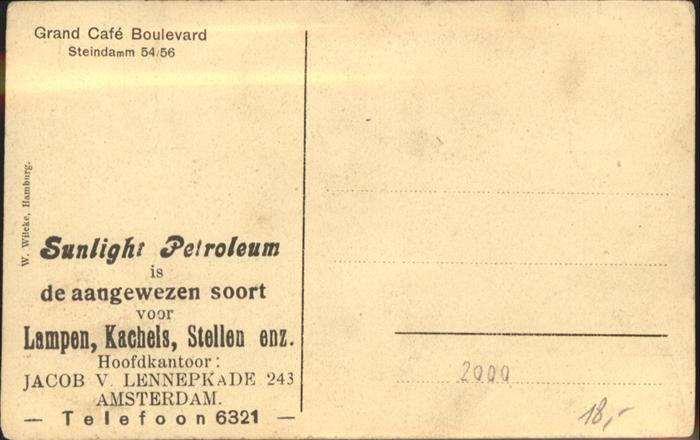 Grand Café Boulevard
Steindamm 54/56
W. Wilcke, Hamburg.
Sunlight Petroleum
is
de aangewezen soort
voor
Lampen, Kachels, Stellen enz.
Hoofdkantoor:
JACOB V. LENNEPKADE 243
AMSTERDAM.
— Telefoon 6321 —
2000
18,-